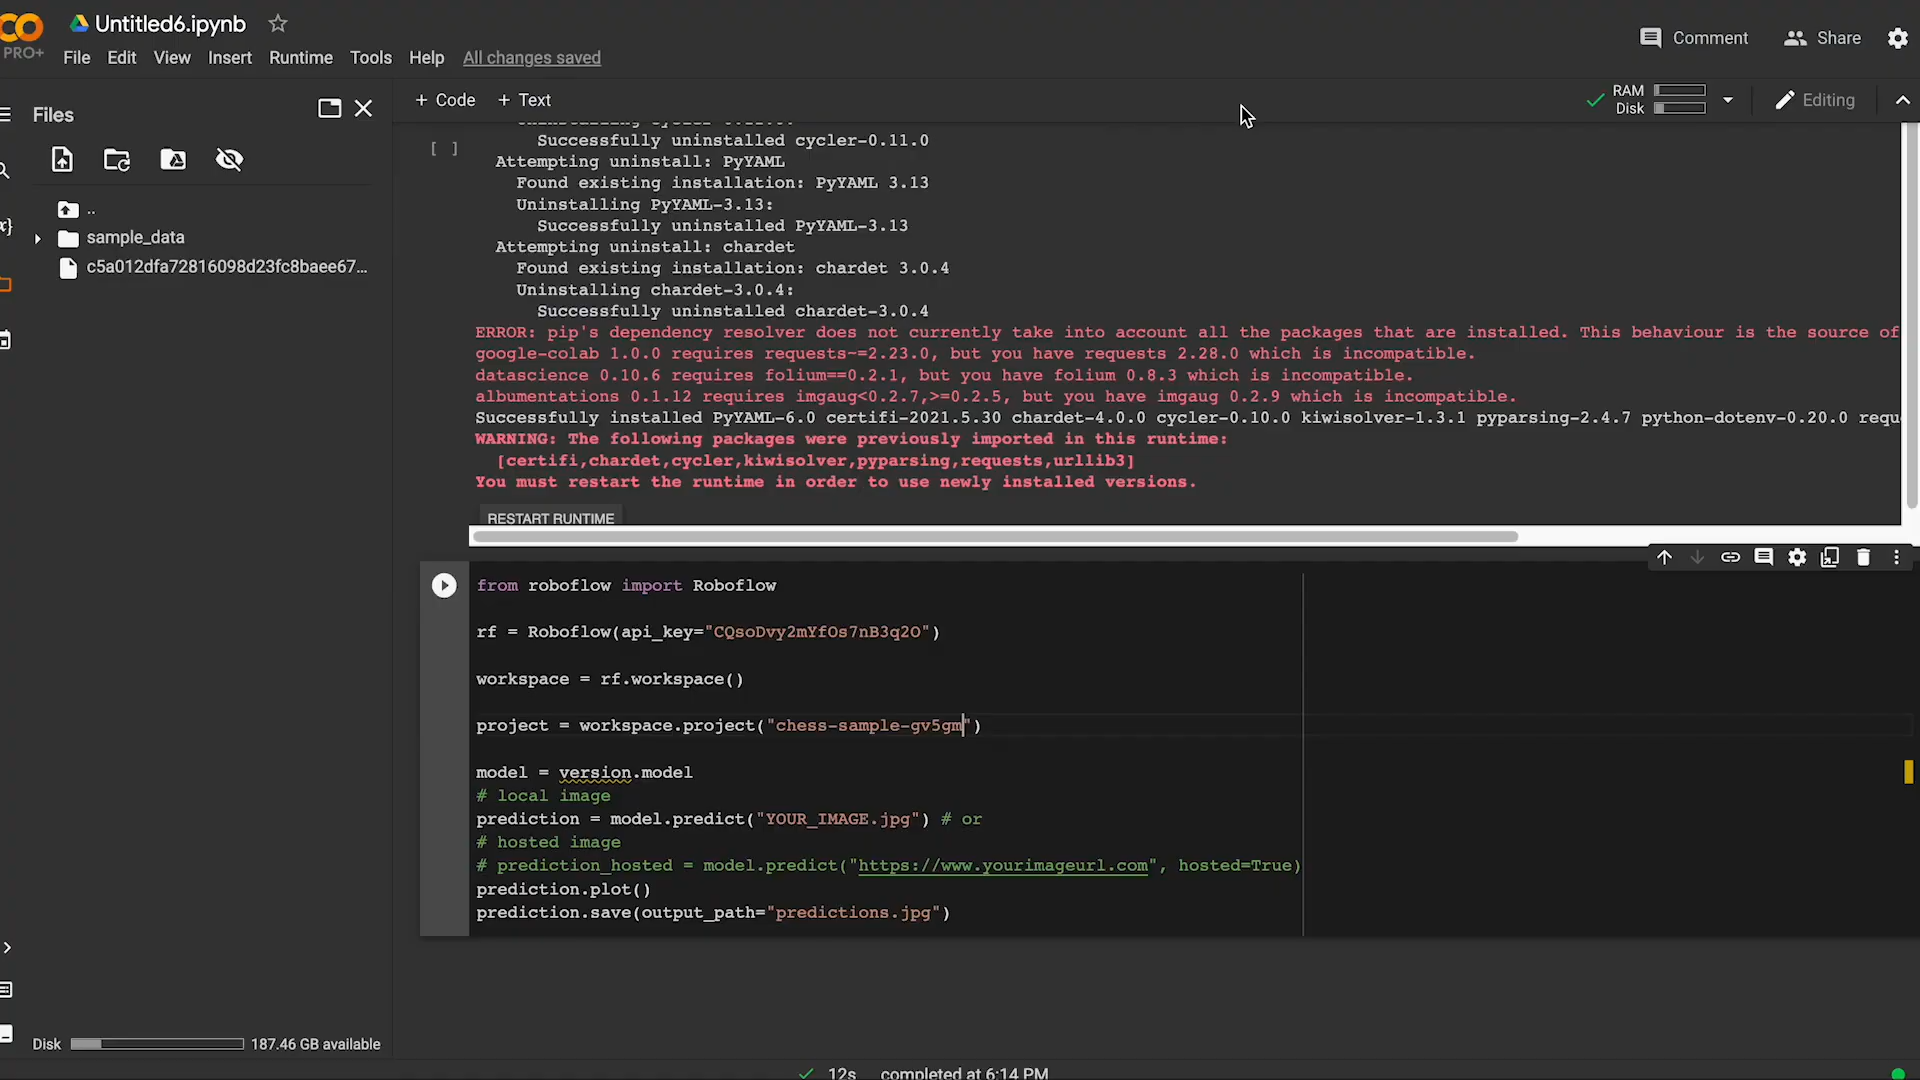 Untitled6.ipynb
PRO+
File Edit View Insert Runtime Tools Help All changes saved
Comment Share
Files
+ Code + Text
RAM
Disk
Editing
[ ]
Successfully uninstalled cycler-0.11.0
Attempting uninstall: PyYAML
Found existing installation: PyYAML 3.13
Uninstalling PyYAML-3.13:
Successfully uninstalled PyYAML-3.13
Attempting uninstall: chardet
Found existing installation: chardet 3.0.4
Uninstalling chardet-3.0.4:
Successfully uninstalled chardet-3.0.4
ERROR: pip's dependency resolver does not currently take into account all the packages that are installed. This behaviour is the source of
google-colab 1.0.0 requires requests~=2.23.0, but you have requests 2.28.0 which is incompatible.
datascience 0.10.6 requires folium==0.2.1, but you have folium 0.8.3 which is incompatible.
albumentations 0.1.12 requires imgaug<0.2.7,>=0.2.5, but you have imgaug 0.2.9 which is incompatible.
Successfully installed PyYAML-6.0 certifi-2021.5.30 chardet-4.0.0 cycler-0.10.0 kiwisolver-1.3.1 pyparsing-2.4.7 python-dotenv-0.20.0 requ
WARNING: The following packages were previously imported in this runtime:
[certifi,chardet,cycler,kiwisolver,pyparsing,requests,urllib3]
You must restart the runtime in order to use newly installed versions.
RESTART RUNTIME
..
sample_data
c5a012dfa72816098d23fc8baee67...
from roboflow import Roboflow
rf = Roboflow(api_key="CQsoDvy2mYfOs7nB3q2O")
workspace = rf.workspace()
project = workspace.project("chess-sample-gv5gm")
model = version.model
# local image
prediction = model.predict("YOUR_IMAGE.jpg") # or
# hosted image
# prediction_hosted = model.predict("https://www.yourimageurl.com", hosted=True)
prediction.plot()
prediction.save(output_path="predictions.jpg")
Disk 187.46 GB available
12s completed at 6:14 PM